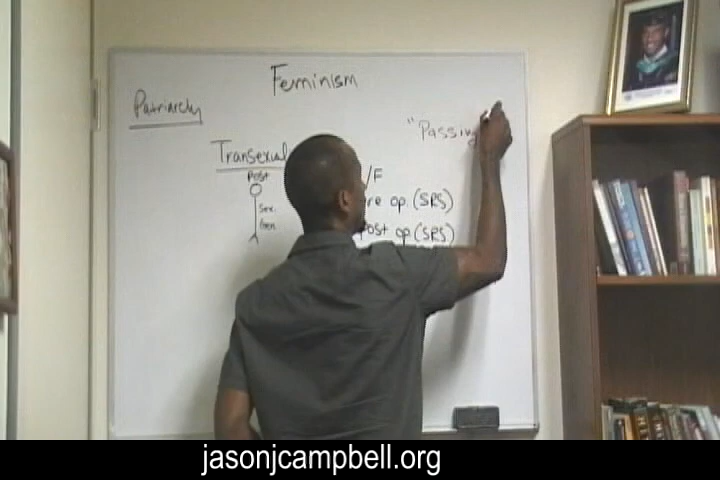 Feminism
Patriarchy
"Passing
Transexual
Post
/F
Sex.
re op. (SRS)
Gen.
ost op (SRS)
jasonjcampbell.org